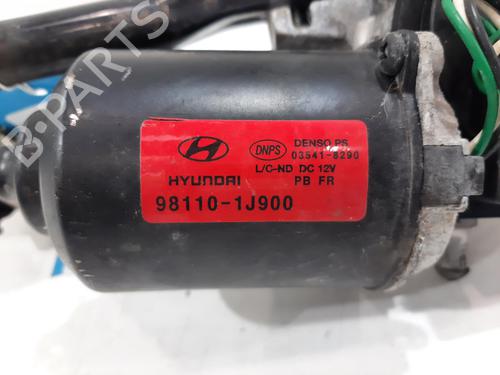 B-PARTS
DNPS
DENSO PS
03541-8290
L/C-ND DC 12V
HYUNDAI
PB FR
98110-1J900